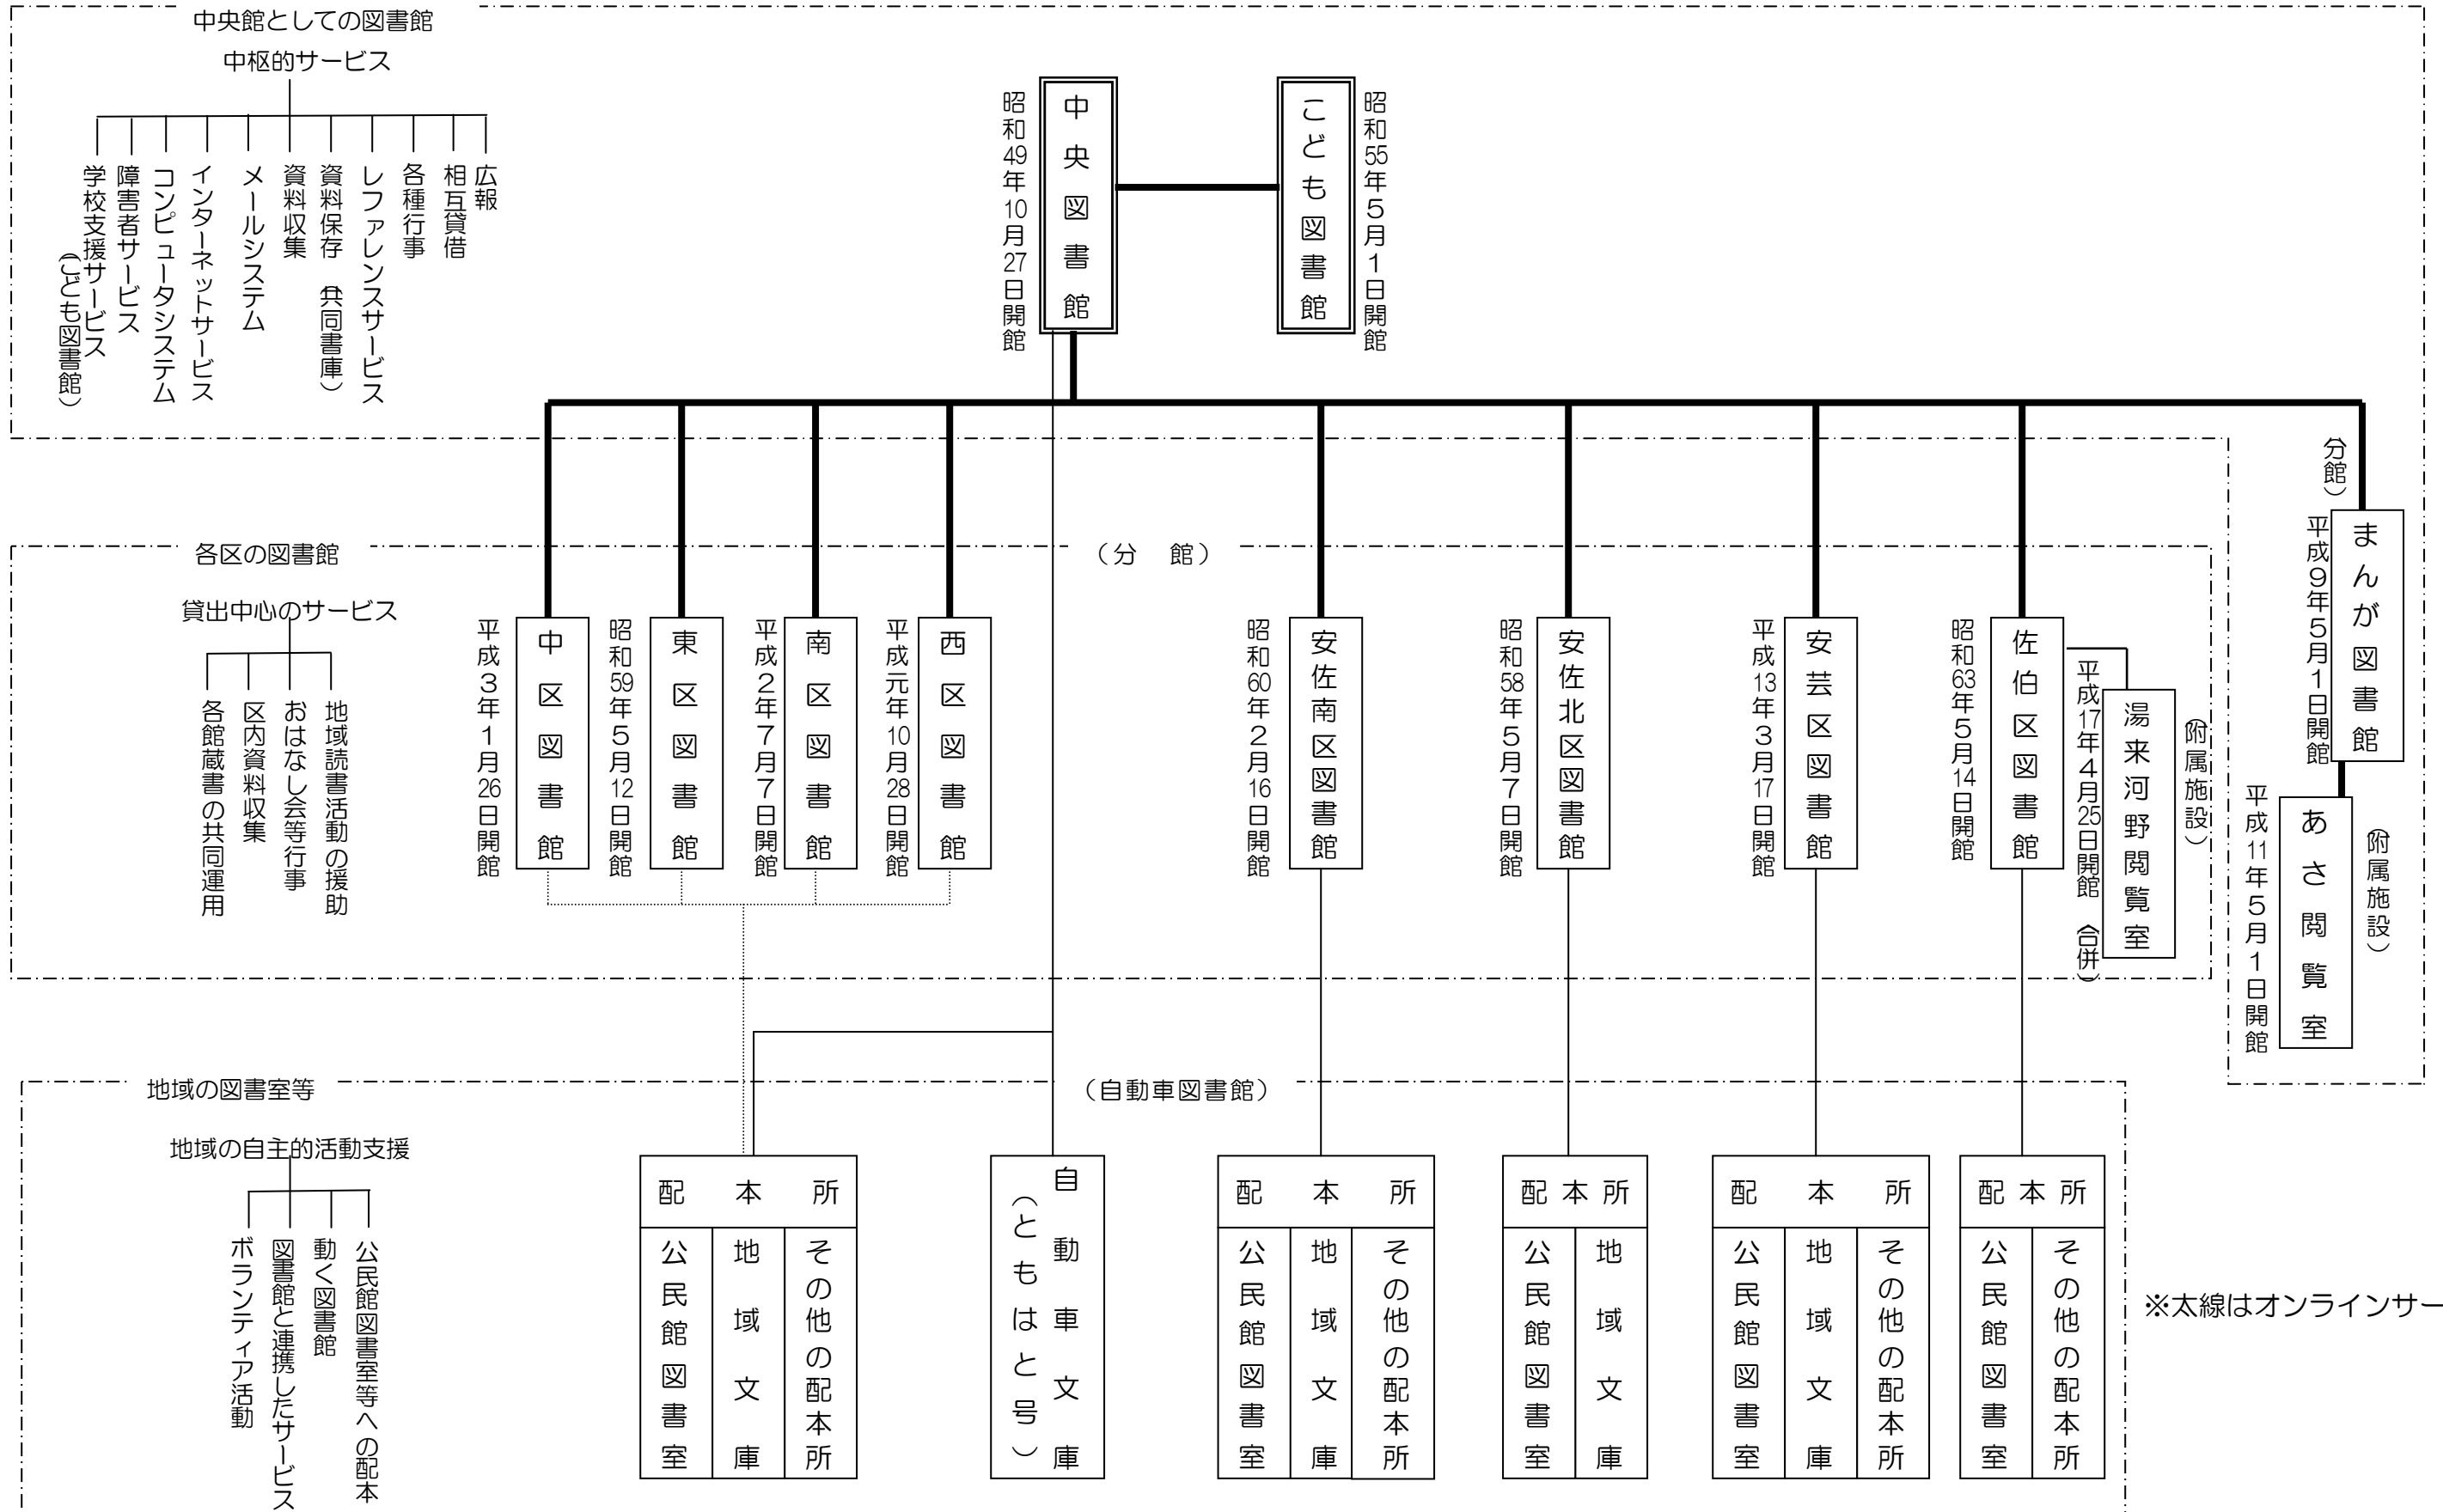 中央館としての図書館
中枢的サービス
広報
相互貸借
各種行事
レファレンスサービス
資料保存（共同書庫）
資料収集
メールシステム
インターネットサービス
コンピュータシステム
障害者サービス
学校支援サービス
（こども図書館）
中央図書館
昭和49年10月27日開館
こども図書館
昭和55年５月１日開館
（分館）
まんが図書館
平成９年５月１日開館
（附属施設）
あさ閲覧室
平成11年５月１日開館
各区の図書館
（分　館）
貸出中心のサービス
地域読書活動の援助
おはなし会等行事
区内資料収集
各館蔵書の共同運用
中区図書館
平成３年１月26日開館
東区図書館
昭和59年５月12日開館
南区図書館
平成２年７月７日開館
西区図書館
平成元年10月28日開館
安佐南区図書館
昭和60年２月16日開館
安佐北区図書館
昭和58年５月７日開館
安芸区図書館
平成13年３月17日開館
佐伯区図書館
昭和63年５月14日開館
（附属施設）
湯来河野閲覧室
平成17年４月25日開館（合併）
地域の図書室等
（自動車図書館）
地域の自主的活動支援
公民館図書室等への配本
動く図書館
図書館と連携したサービス
ボランティア活動
配本所
公民館図書室
地域文庫
その他の配本所
自動車文庫
（ともはと号）
配本所
公民館図書室
地域文庫
その他の配本所
配本所
公民館図書室
地域文庫
配本所
公民館図書室
地域文庫
その他の配本所
配本所
公民館図書室
その他の配本所
※太線はオンラインサー